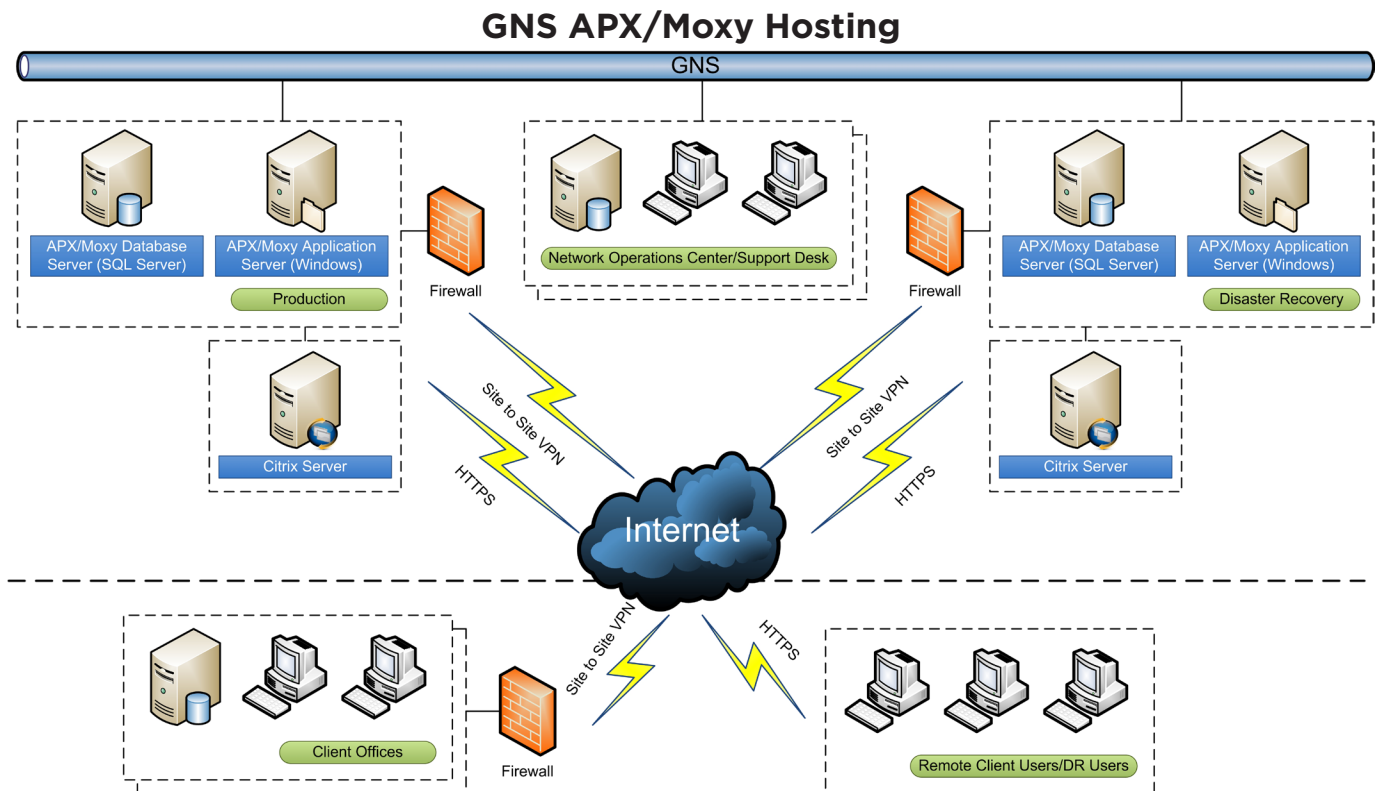 GNS APX/Moxy Hosting
GNS
APX/Moxy Database
Server (SQL Server)
APX/Moxy Application
Server (Windows)
Production
Firewall
Network Operations Center/Support Desk
Firewall
APX/Moxy Database
Server (SQL Server)
APX/Moxy Application
Server (Windows)
Disaster Recovery
Citrix Server
Site to Site VPN
HTTPS
Site to Site VPN
HTTPS
Citrix Server
Internet
Client Offices
Firewall
Site to Site VPN
HTTPS
Remote Client Users/DR Users